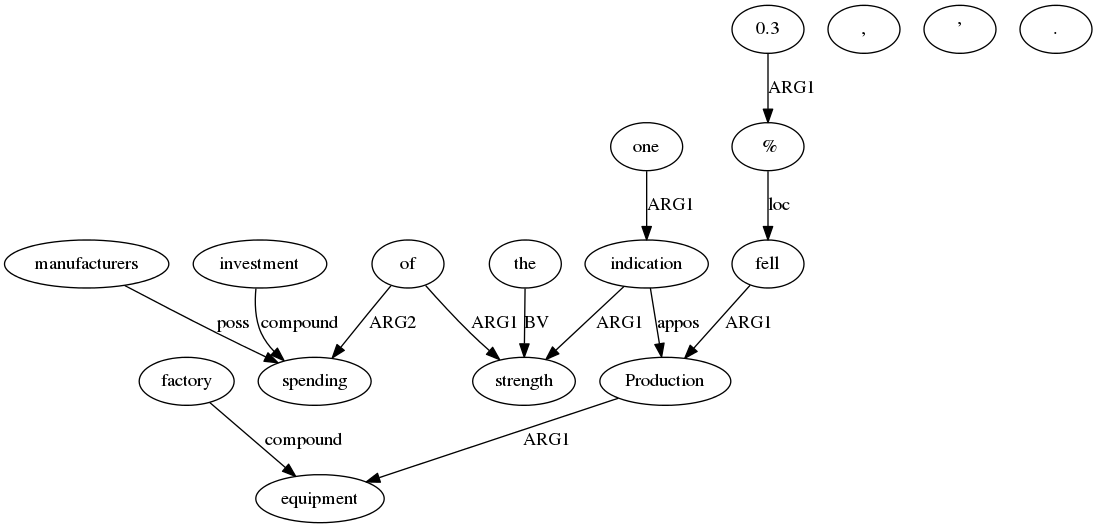 0.3 , ’ .
ARG1
one %
ARG1 loc
manufacturers investment of the indication fell
poss compound ARG2 ARG1 BV ARG1 appos ARG1
factory spending strength Production
compound ARG1
equipment